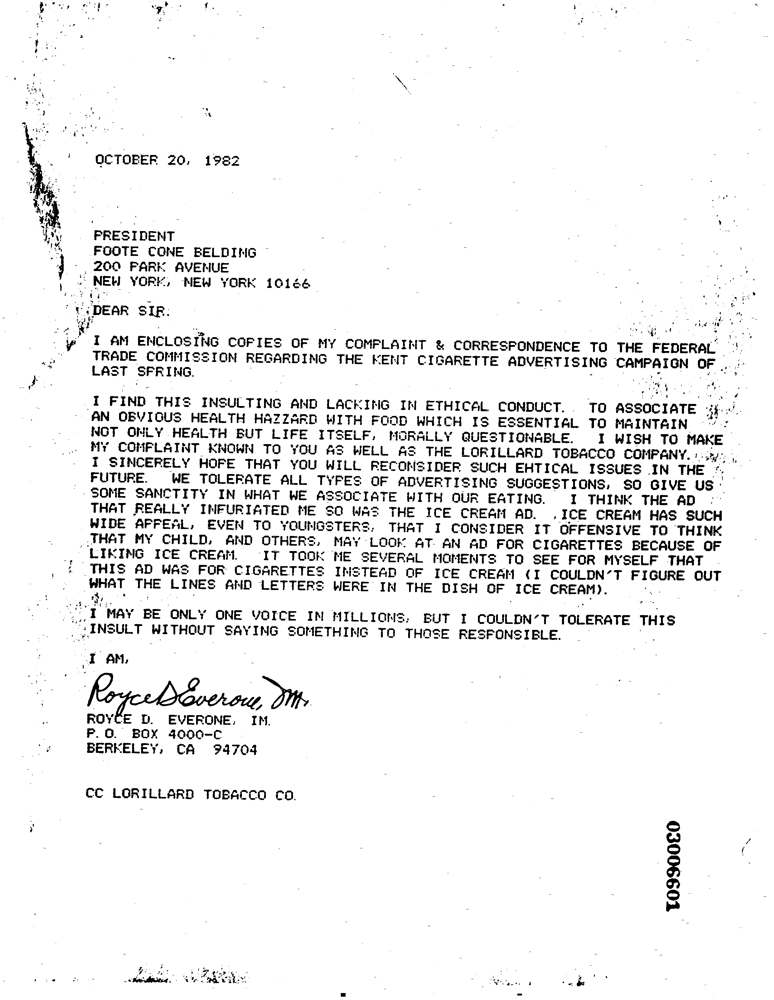 OCTOBER 20, 1982
PRESIDENT
FOOTE CONE BELDING
200 PARK AVENUE
NEW YORK, NEW YORK 10166
DEAR SIR:
I AM ENCLOSING COPIES OF MY COMPLAINT & CORRESPONDENCE TO THE FEDERAL
TRADE COMMISSION REGARDING THE KENT CIGARETTE ADVERTISING CAMPAIGN OF
LAST SPRING.
I FIND THIS INSULTING AND LACKING IN ETHICAL CONDUCT. TO ASSOCIATE
AN OBVIOUS HEALTH HAZZARD WITH FOOD WHICH IS ESSENTIAL TO MAINTAIN
NOT ONLY HEALTH BUT LIFE ITSELF, MORALLY QUESTIONABLE. I WISH TO MAKE
MY COMPLAINT KNOWN TO YOU AS WELL AS THE LORILLARD TOBACCO COMPANY.
I SINCERELY HOPE THAT YOU WILL RECONSIDER SUCH EHTICAL ISSUES IN THE
FUTURE. WE TOLERATE ALL TYPES OF ADVERTISING SUGGESTIONS, SO GIVE US
SOME SANCTITY IN WHAT WE ASSOCIATE WITH OUR EATING. I THINK THE AD
THAT REALLY INFURIATED ME SO WAS THE ICE CREAM AD. ICE CREAM HAS SUCH
WIDE APPEAL, EVEN TO YOUNGSTERS, THAT I CONSIDER IT OFFENSIVE TO THINK
THAT MY CHILD, AND OTHERS, MAY LOOK AT AN AD FOR CIGARETTES BECAUSE OF
LIKING ICE CREAM. IT TOOK ME SEVERAL MOMENTS TO SEE FOR MYSELF THAT
THIS AD WAS FOR CIGARETTES INSTEAD OF ICE CREAM (I COULDN'T FIGURE OUT
WHAT THE LINES AND LETTERS WERE IN THE DISH OF ICE CREAM).
I MAY BE ONLY ONE VOICE IN MILLIONS, BUT I COULDN'T TOLERATE THIS
INSULT WITHOUT SAYING SOMETHING TO THOSE RESPONSIBLE.
I AM,
Royce D Everone, IM.
ROYCE D. EVERONE, IM.
P.O. BOX 4000-C
BERKELEY, CA 94704
CC LORILLARD TOBACCO CO.
03006601